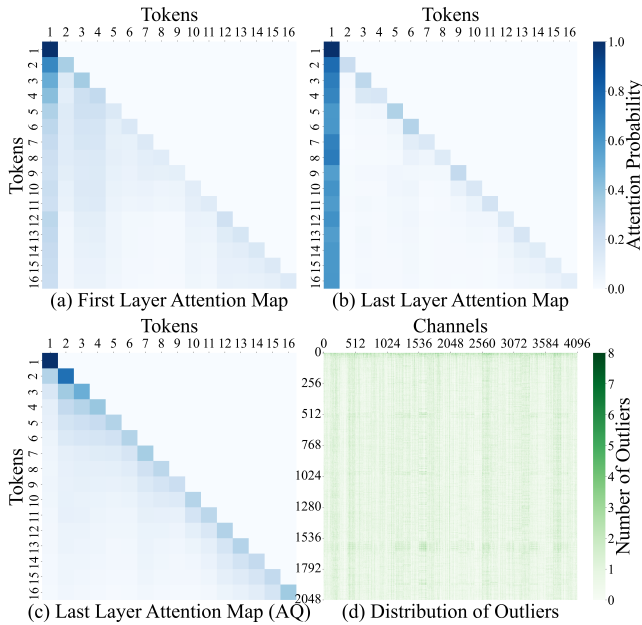 Tokens Tokens
1 2 3 4 5 6 7 8 9 10 11 12 13 14 15 16 1 2 3 4 5 6 7 8 9 10 11 12 13 14 15 16
Tokens
1 2 3 4 5 6 7 8 9 10 11 12 13 14 15 16
1 2 3 4 5 6 7 8 9 10 11 12 13 14 15 16
1.0
0.8
0.6
0.4
0.2
0.0
Attention Probability
(a) First Layer Attention Map (b) Last Layer Attention Map
Tokens Channels
1 2 3 4 5 6 7 8 9 10 11 12 13 14 15 16 0 512 1024 1536 2048 2560 3072 3584 4096
Tokens
1 2 3 4 5 6 7 8 9 10 11 12 13 14 15 16
0
256
512
768
1024
1280
1536
1792
2048
8
7
6
5
4
3
2
1
0
Number of Outliers
(c) Last Layer Attention Map (AQ) (d) Distribution of Outliers